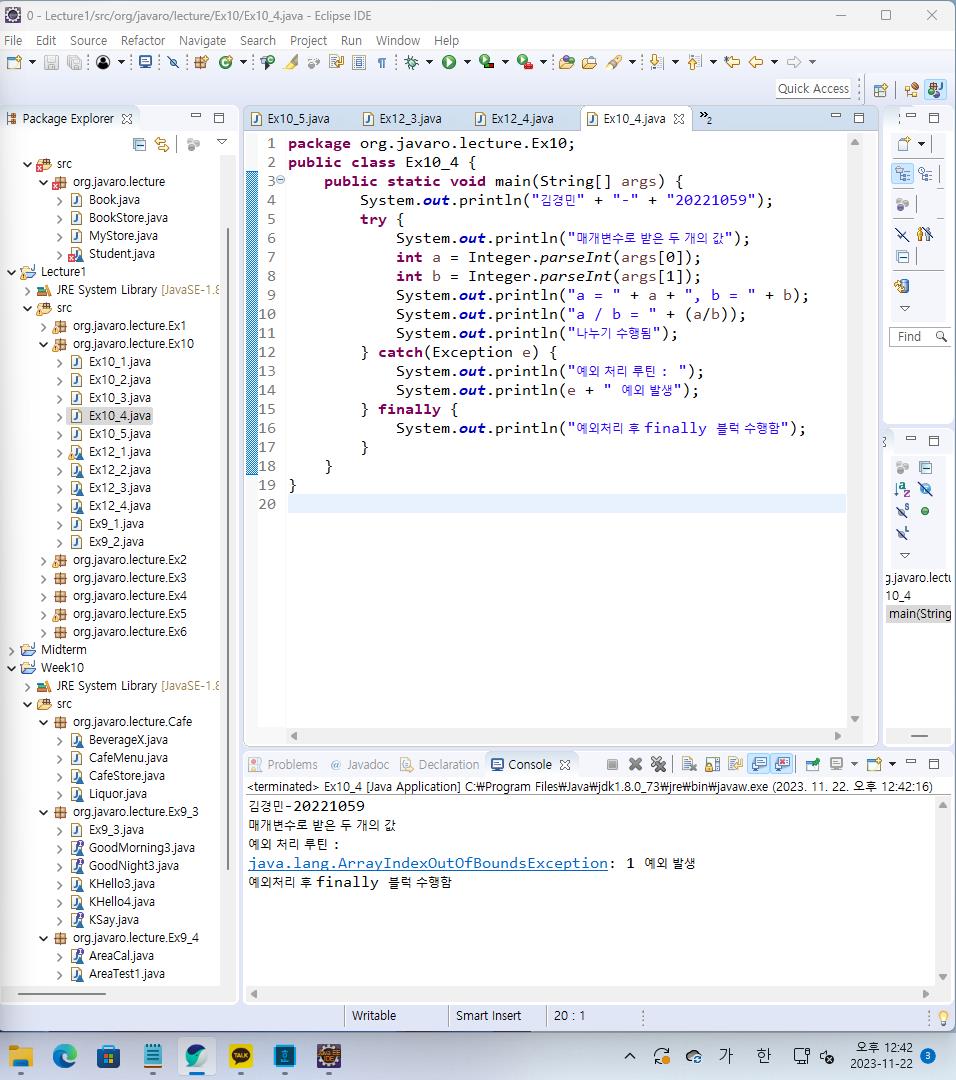 0 - Lecture1/src/org/javaro/lecture/Ex10/Ex10_4.java - Eclipse IDE
File Edit Source Refactor Navigate Search Project Run Window Help
Quick Access
Package Explorer
src
org.javaro.lecture
Book.java
BookStore.java
MyStore.java
Student.java
Lecture1
JRE System Library [JavaSE-1.8
src
org.javaro.lecture.Ex1
org.javaro.lecture.Ex10
Ex10_1.java
Ex10_2.java
Ex10_3.java
Ex10_4.java
Ex10_5.java
Ex12_1.java
Ex12_2.java
Ex12_3.java
Ex12_4.java
Ex9_1.java
Ex9_2.java
org.javaro.lecture.Ex2
org.javaro.lecture.Ex3
org.javaro.lecture.Ex4
org.javaro.lecture.Ex5
org.javaro.lecture.Ex6
Midterm
Week10
JRE System Library [JavaSE-1.8
src
org.javaro.lecture.Cafe
BeverageX.java
CafeMenu.java
CafeStore.java
Liquor.java
org.javaro.lecture.Ex9_3
Ex9_3.java
GoodMorning3.java
GoodNight3.java
KHello3.java
KHello4.java
KSay.java
org.javaro.lecture.Ex9_4
AreaCal.java
AreaTest1.java
Ex10_5.java Ex12_3.java Ex12_4.java Ex10_4.java »2
1 package org.javaro.lecture.Ex10;
2 public class Ex10_4 {
3 public static void main(String[] args) {
4 System.out.println("김경민" + "-" + "20221059");
5 try {
6 System.out.println("매개변수로 받은 두 개의 값");
7 int a = Integer.parseInt(args[0]);
8 int b = Integer.parseInt(args[1]);
9 System.out.println("a = " + a + ", b = " + b);
10 System.out.println("a / b = " + (a/b));
11 System.out.println("나누기 수행됨");
12 } catch(Exception e) {
13 System.out.println("예외 처리 루틴 : ");
14 System.out.println(e + " 예외 발생");
15 } finally {
16 System.out.println("예외처리 후 finally 블럭 수행함");
17 }
18 }
19 }
20
Find
g.javaro.lectu
10_4
main(String
Problems @ Javadoc Declaration Console
<terminated> Ex10_4 [Java Application] C:₩Program Files₩Java₩jdk1.8.0_73₩jre₩bin₩javaw.exe (2023. 11. 22. 오후 12:42:16)
김경민-20221059
매개변수로 받은 두 개의 값
예외 처리 루틴 :
java.lang.ArrayIndexOutOfBoundsException: 1 예외 발생
예외처리 후 finally 블럭 수행함
Writable Smart Insert 20 : 1
TALK
JAVA EE
IDE
가 한
오후 12:42
2023-11-22
3